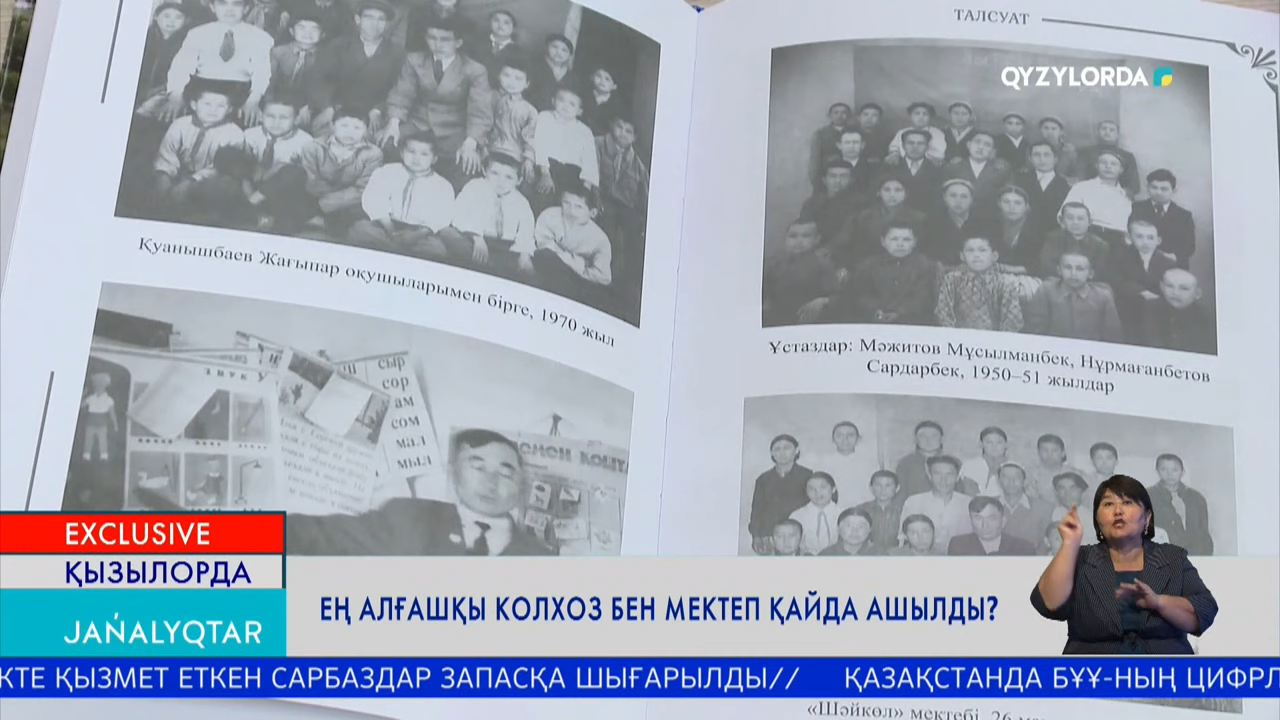 ТАЛСУАТ
QYZYLORDA
Қуанышбаев Жағыпар оқушыларымен бірге, 1970 жыл
Ұстаздар: Мәжитов Мұсылманбек, Нұрмағанбетов
Сардарбек, 1950–51 жылдар
ЗВУК У
сыр
сор
ам
сом
мал
мыл
EXCLUSIVE
ҚЫЗЫЛОРДА
JAŃALYQTAR
ЕҢ АЛҒАШҚЫ КОЛХОЗ БЕН МЕКТЕП ҚАЙДА АШЫЛДЫ?
КТЕ ҚЫЗМЕТ ЕТКЕН САРБАЗДАР ЗАПАСҚА ШЫҒАРЫЛДЫ// ҚАЗАҚСТАНДА БҰҰ-НЫҢ ЦИФРЛ
«Шәйкөл» мектебі, 26